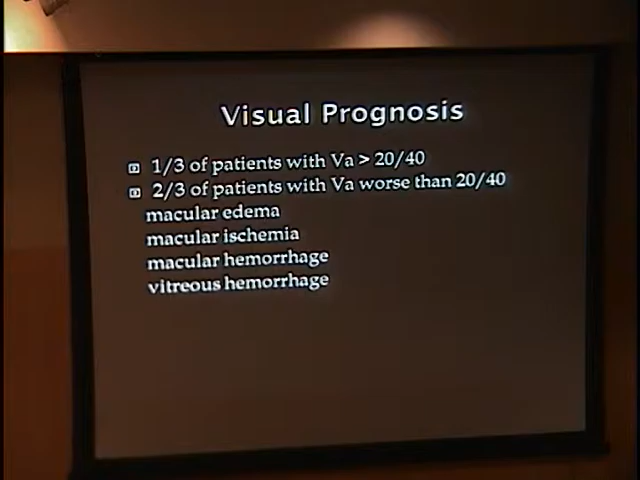 Visual Prognosis
1/3 of patients with Va > 20/40
2/3 of patients with Va worse than 20/40
macular edema
macular ischemia
macular hemorrhage
vitreous hemorrhage